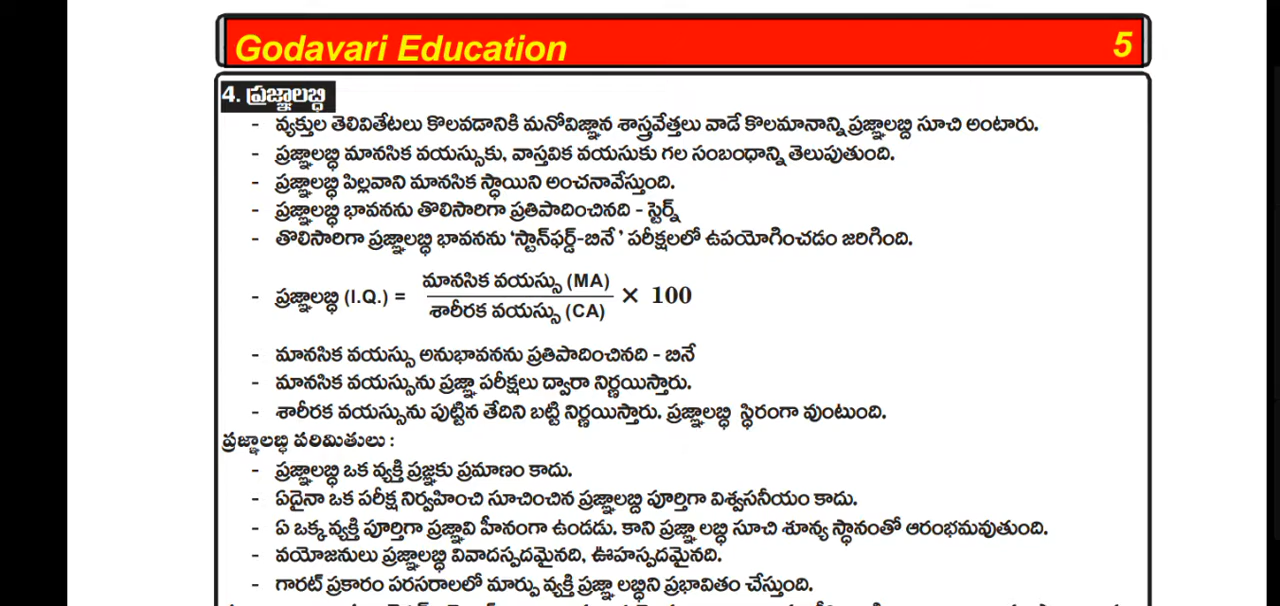 Godavari Education 5
4. ప్రజ్ఞాలబ్ధి
- వ్యక్తుల తెలివితేటలు కొలవడానికి మనోవిజ్ఞాన శాస్త్రవేత్తలు వాడే కొలమానాన్ని ప్రజ్ఞాలబ్ది సూచి అంటారు.
- ప్రజ్ఞాలబ్ధి మానసిక వయస్సుకు, వాస్తవిక వయసుకు గల సంబంధాన్ని తెలుపుతుంది.
- ప్రజ్ఞాలబ్ధి పిల్లవాని మానసిక స్థాయిని అంచనావేస్తుంది.
- ప్రజ్ఞాలబ్ధి భావనను తొలిసారిగా ప్రతిపాదించినది - స్టెర్న్
- తొలిసారిగా ప్రజ్ఞాలబ్ధి భావనను ‘స్టాన్‌ఫర్డ్-బినే’ పరీక్షలలో ఉపయోగించడం జరిగింది.
- ప్రజ్ఞాలబ్ధి (I.Q.) = మానసిక వయస్సు (MA) / శారీరక వయస్సు (CA) × 100
- మానసిక వయస్సు అనుభావనను ప్రతిపాదించినది - బినే
- మానసిక వయస్సును ప్రజ్ఞా పరీక్షలు ద్వారా నిర్ణయిస్తారు.
- శారీరక వయస్సును పుట్టిన తేదిని బట్టి నిర్ణయిస్తారు. ప్రజ్ఞాలబ్ధి స్థిరంగా వుంటుంది.
ప్రజ్ఞాలబ్ధి పరిమితులు :
- ప్రజ్ఞాలబ్ధి ఒక వ్యక్తి ప్రజ్ఞకు ప్రమాణం కాదు.
- ఏదైనా ఒక పరీక్ష నిర్వహించి సూచించిన ప్రజ్ఞాలబ్ది పూర్తిగా విశ్వసనీయం కాదు.
- ఏ ఒక్క వ్యక్తి పూర్తిగా ప్రజ్ఞావి హీనంగా ఉండడు. కాని ప్రజ్ఞా లబ్ధి సూచి శూన్య స్థానంతో ఆరంభమవుతుంది.
- వయోజనులు ప్రజ్ఞాలబ్ధి వివాదస్పదమైనది, ఊహస్పదమైనది.
- గారట్ ప్రకారం పరసరాలలో మార్పు వ్యక్తి ప్రజ్ఞా లబ్ధిని ప్రభావితం చేస్తుంది.